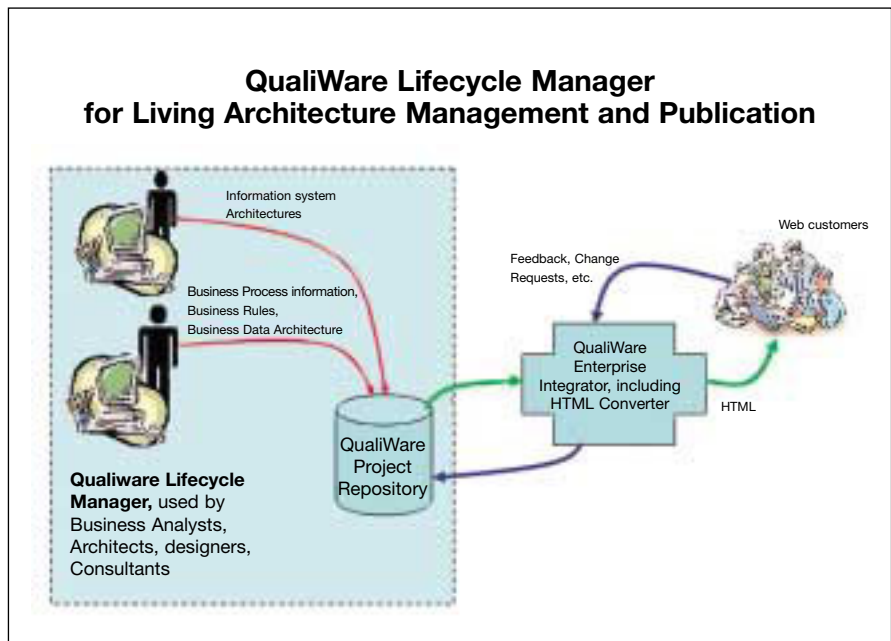 QualiWare Lifecycle Manager
for Living Architecture Management and Publication
Information system
Architectures
Business Process information,
Business Rules,
Business Data Architecture
QualiWare
Project
Repository
Qualiware Lifecycle
Manager, used by
Business Analysts,
Architects, designers,
Consultants
Feedback, Change
Requests, etc.
Web customers
QualiWare
Enterprise
Integrator, including
HTML Converter
HTML